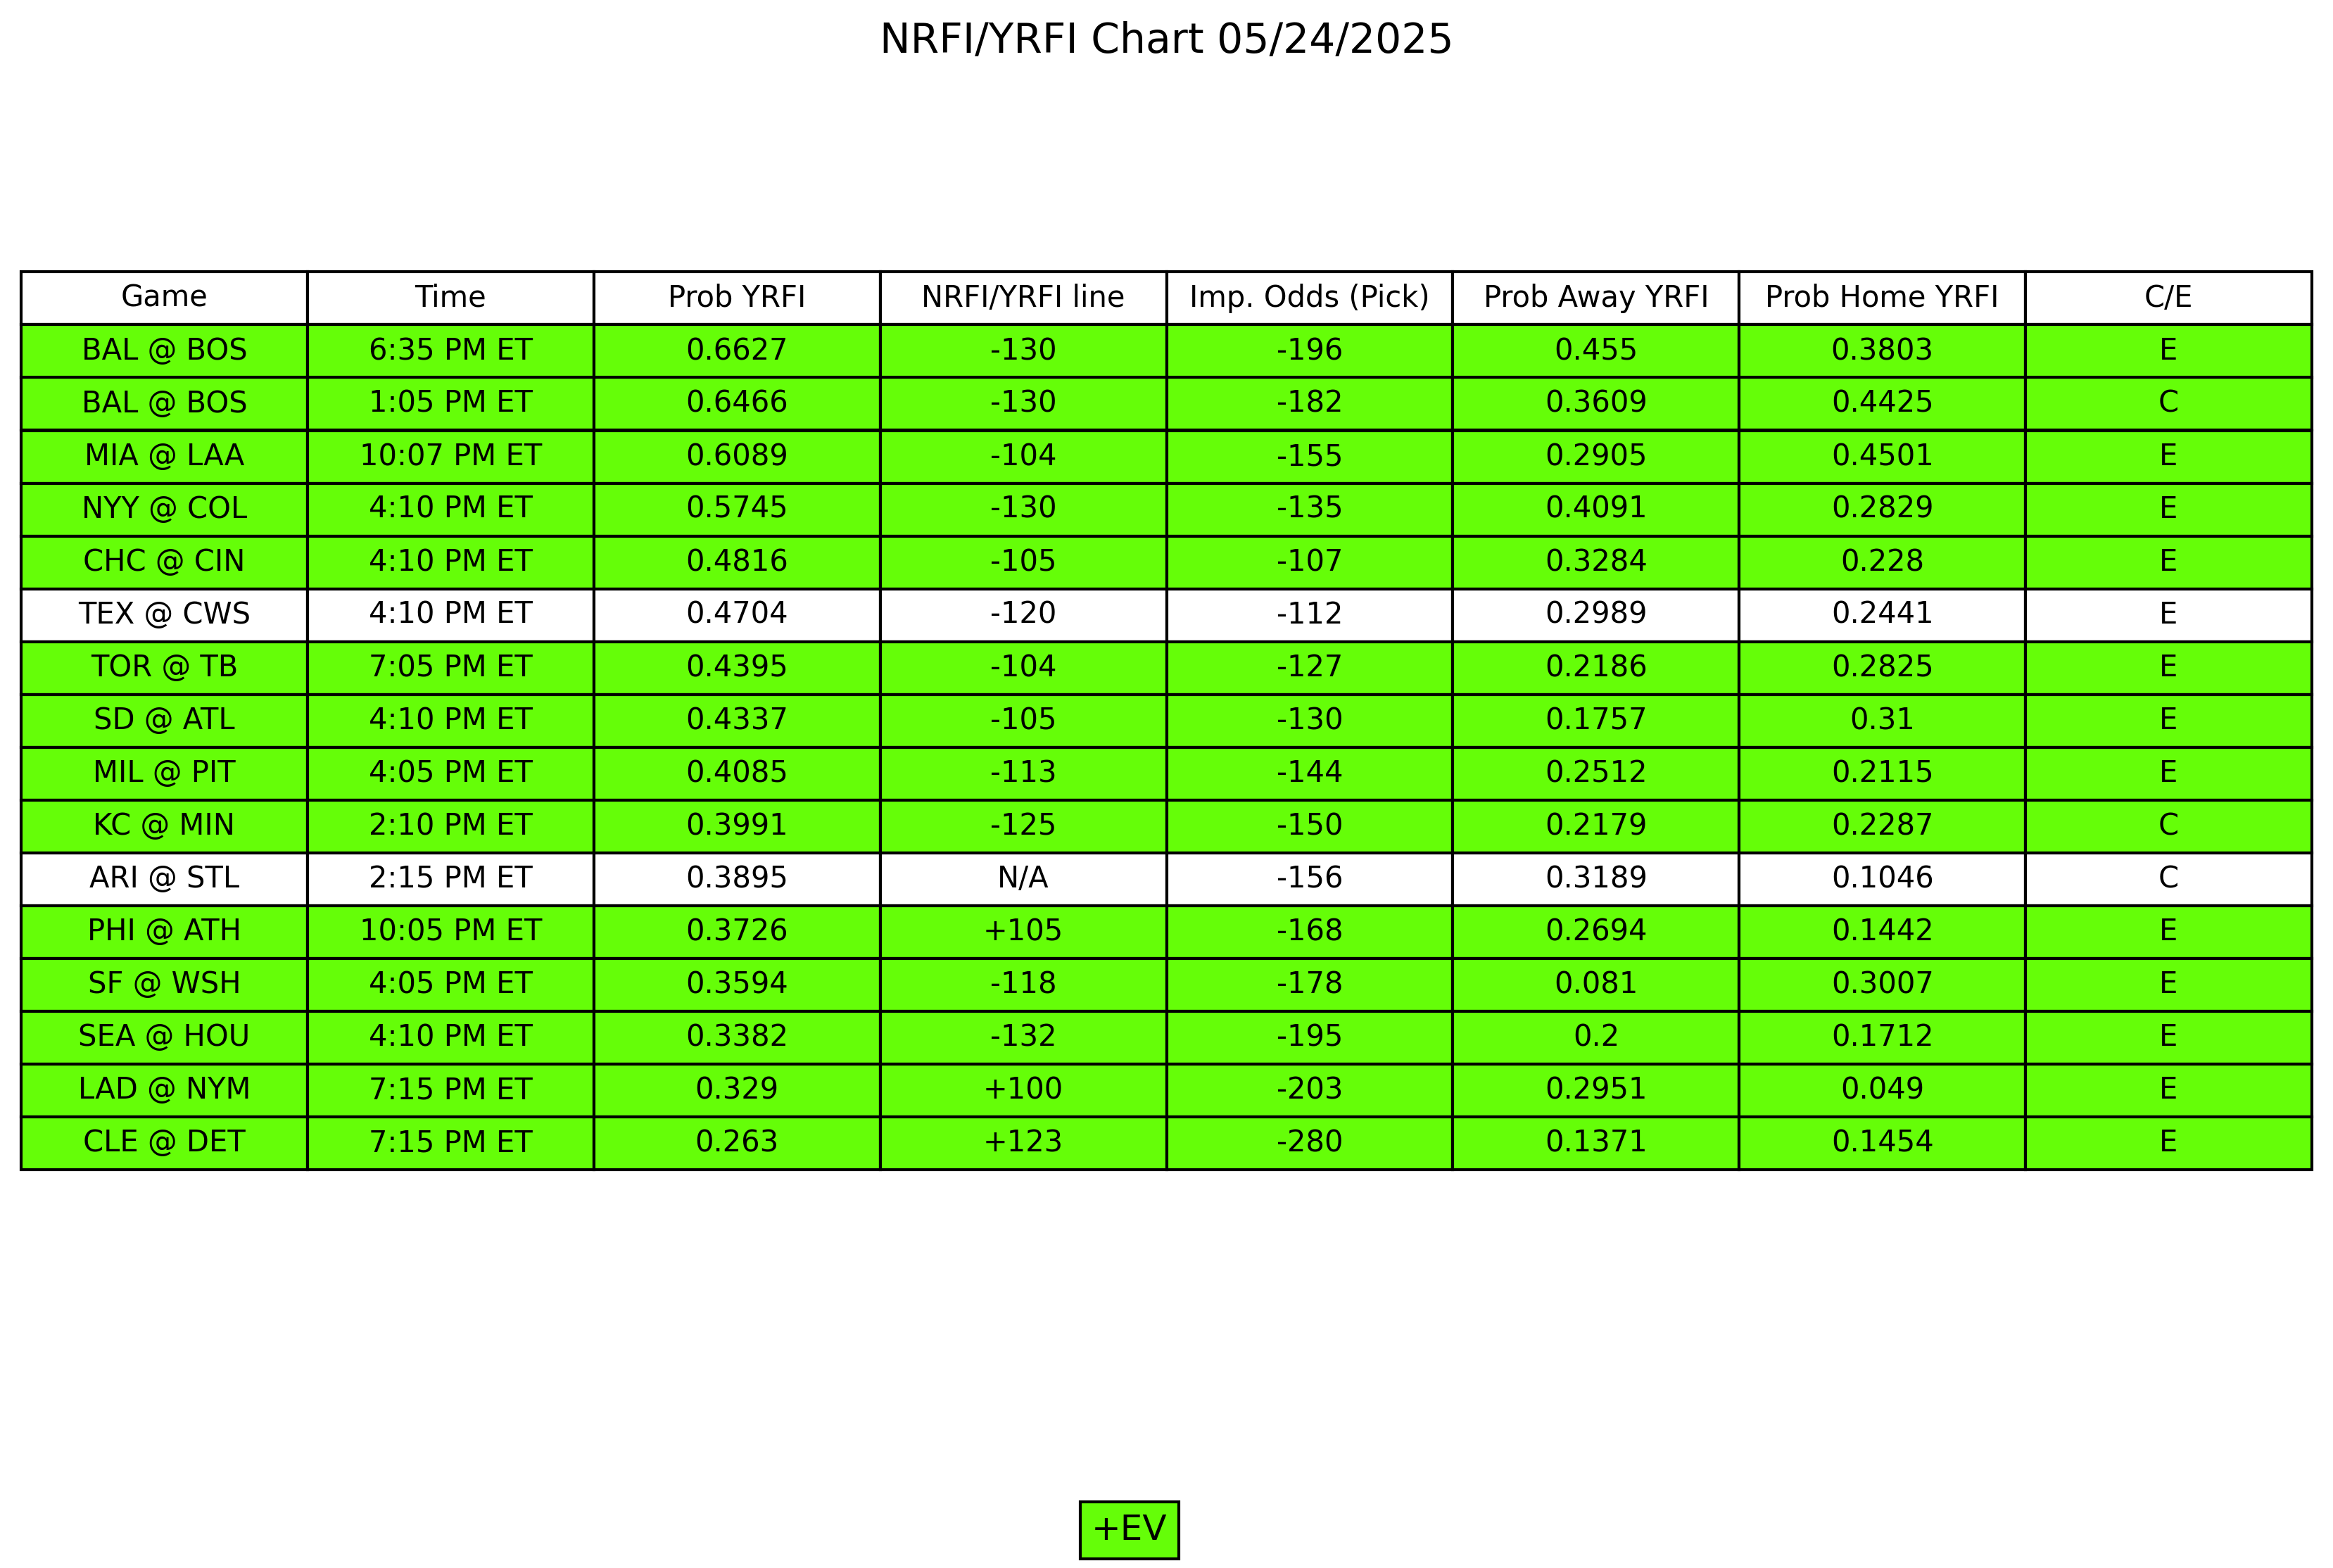 NRFI/YRFI Chart 05/24/2025
Game Time Prob YRFI NRFI/YRFI line Imp. Odds (Pick) Prob Away YRFI Prob Home YRFI C/E
BAL @ BOS 6:35 PM ET 0.6627 -130 -196 0.455 0.3803 E
BAL @ BOS 1:05 PM ET 0.6466 -130 -182 0.3609 0.4425 C
MIA @ LAA 10:07 PM ET 0.6089 -104 -155 0.2905 0.4501 E
NYY @ COL 4:10 PM ET 0.5745 -130 -135 0.4091 0.2829 E
CHC @ CIN 4:10 PM ET 0.4816 -105 -107 0.3284 0.228 E
TEX @ CWS 4:10 PM ET 0.4704 -120 -112 0.2989 0.2441 E
TOR @ TB 7:05 PM ET 0.4395 -104 -127 0.2186 0.2825 E
SD @ ATL 4:10 PM ET 0.4337 -105 -130 0.1757 0.31 E
MIL @ PIT 4:05 PM ET 0.4085 -113 -144 0.2512 0.2115 E
KC @ MIN 2:10 PM ET 0.3991 -125 -150 0.2179 0.2287 C
ARI @ STL 2:15 PM ET 0.3895 N/A -156 0.3189 0.1046 C
PHI @ ATH 10:05 PM ET 0.3726 +105 -168 0.2694 0.1442 E
SF @ WSH 4:05 PM ET 0.3594 -118 -178 0.081 0.3007 E
SEA @ HOU 4:10 PM ET 0.3382 -132 -195 0.2 0.1712 E
LAD @ NYM 7:15 PM ET 0.329 +100 -203 0.2951 0.049 E
CLE @ DET 7:15 PM ET 0.263 +123 -280 0.1371 0.1454 E
+EV